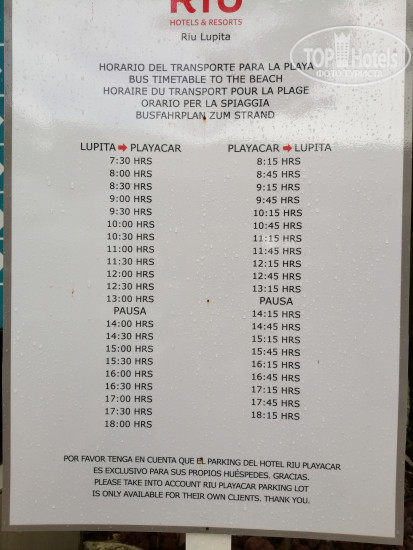 RIU
HOTELS & RESORTS
Riu Lupita
TOP Hotels
ФОТО ТУРИСТА
HORARIO DEL TRANSPORTE PARA LA PLAYA
BUS TIMETABLE TO THE BEACH
HORAIRE DU TRANSPORT POUR LA PLAGE
ORARIO PER LA SPIAGGIA
BUSFAHRPLAN ZUM STRAND
LUPITA ➡ PLAYACAR
7:30 HRS
8:00 HRS
8:30 HRS
9:00 HRS
9:30 HRS
10:00 HRS
10:30 HRS
11:00 HRS
11:30 HRS
12:00 HRS
12:30 HRS
13:00 HRS
PAUSA
14:00 HRS
14:30 HRS
15:00 HRS
15:30 HRS
16:00 HRS
16:30 HRS
17:00 HRS
17:30 HRS
18:00 HRS
PLAYACAR ➡ LUPITA
8:15 HRS
8:45 HRS
9:15 HRS
9:45 HRS
10:15 HRS
10:45 HRS
11:15 HRS
11:45 HRS
12:15 HRS
12:45 HRS
13:15 HRS
PAUSA
14:15 HRS
14:45 HRS
15:15 HRS
15:45 HRS
16:15 HRS
16:45 HRS
17:15 HRS
17:45 HRS
18:15 HRS
POR FAVOR TENGA EN CUENTA QUE EL PARKING DEL HOTEL RIU PLAYACAR
ES EXCLUSIVO PARA SUS PROPIOS HUÉSPEDES. GRACIAS.
PLEASE TAKE INTO ACCOUNT RIU PLAYACAR PARKING LOT
IS ONLY AVAILABLE FOR THEIR OWN CLIENTS. THANK YOU.